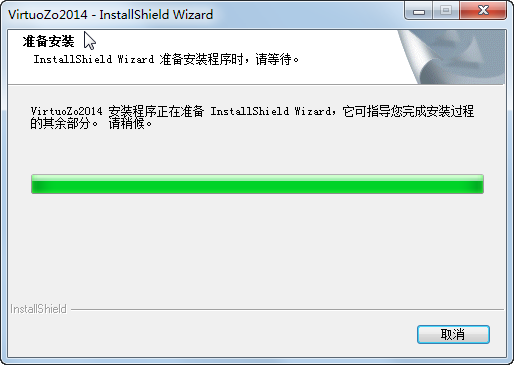 VirtuoZo2014 - InstallShield Wizard
准备安装
InstallShield Wizard 准备安装程序时，请等待。
VirtuoZo2014 安装程序正在准备 InstallShield Wizard，它可指导您完成安装过程
的其余部分。 请稍候。
InstallShield
取消